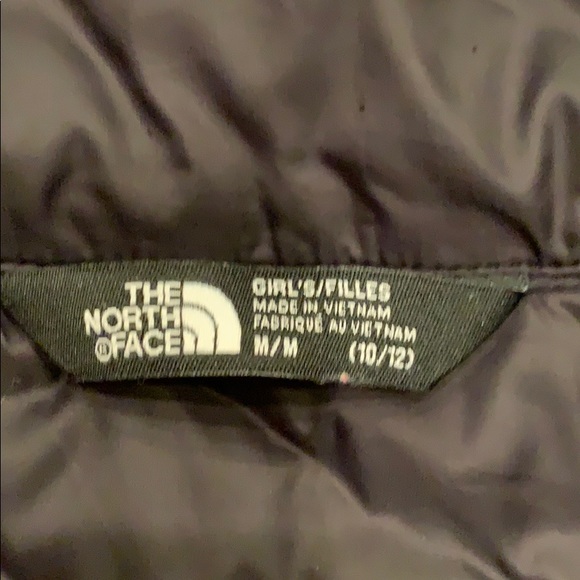 THE
NORTH
®FACE
GIRL'S/FILLES
MADE IN VIETNAM
FABRIQUÉ AU VIETNAM
M/M (10/12)